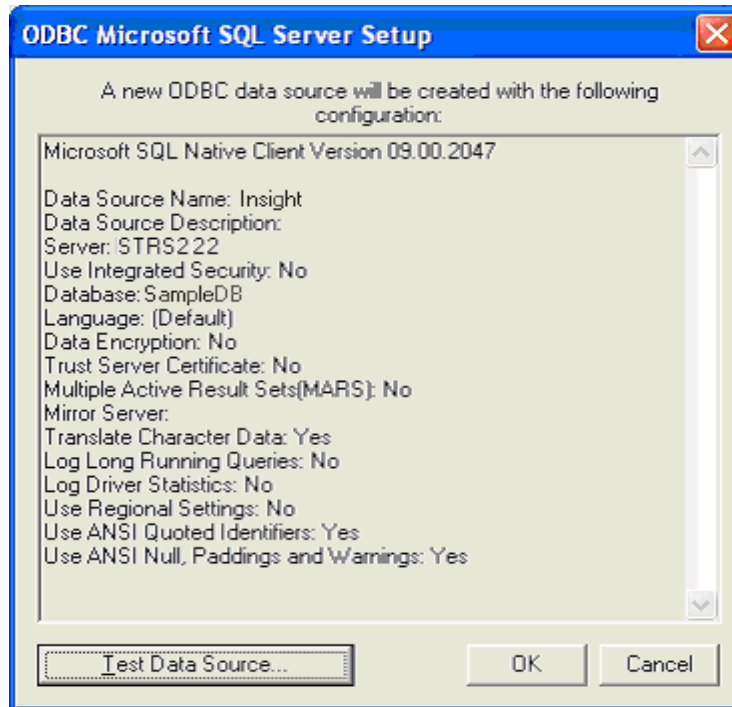 ODBC Microsoft SQL Server Setup
A new ODBC data source will be created with the following
configuration:
Microsoft SQL Native Client Version 09.00.2047
Data Source Name: Insight
Data Source Description:
Server: STRS222
Use Integrated Security: No
Database: SampleDB
Language: (Default)
Data Encryption: No
Trust Server Certificate: No
Multiple Active Result Sets(MARS): No
Mirror Server:
Translate Character Data: Yes
Log Long Running Queries: No
Log Driver Statistics: No
Use Regional Settings: No
Use ANSI Quoted Identifiers: Yes
Use ANSI Null, Paddings and Warnings: Yes
Test Data Source...
OK
Cancel